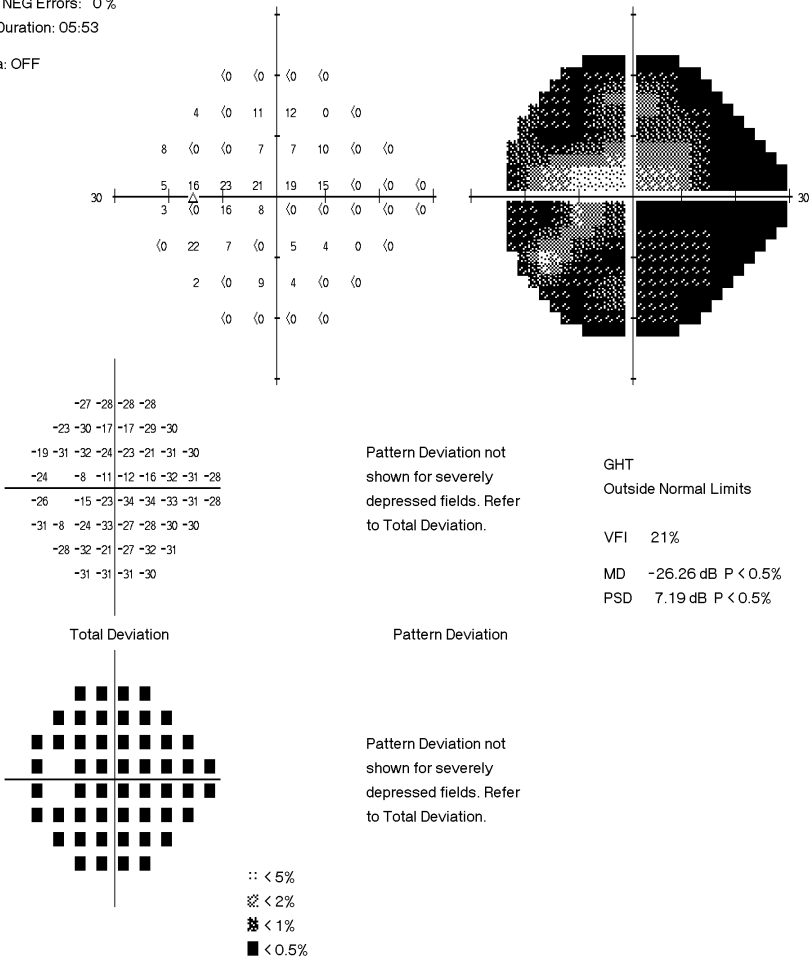 NEG Errors: 0 %
Duration: 05:53
a: OFF
<0 <0 <0 <0
4 <0 11 12 0 <0
8 <0 <0 7 7 10 <0 <0
5 16 23 21 19 15 <0 <0 <0
30 30
3 <0 16 8 <0 <0 <0 <0 <0
<0 22 7 <0 5 4 0 <0
2 <0 9 4 <0 <0
<0 <0 <0 <0
-27 -28 -28 -28
-23 -30 -17 -17 -29 -30
-19 -31 -32 -24 -23 -21 -31 -30
-24 -8 -11 -12 -16 -32 -31 -28
-26 -15 -23 -34 -34 -33 -31 -28
-31 -8 -24 -33 -27 -28 -30 -30
-28 -32 -21 -27 -32 -31
-31 -31 -31 -30
Pattern Deviation not
shown for severely
depressed fields. Refer
to Total Deviation.
GHT
Outside Normal Limits
VFI 21%
MD -26.26 dB P < 0.5%
PSD 7.19 dB P < 0.5%
Total Deviation
Pattern Deviation
Pattern Deviation not
shown for severely
depressed fields. Refer
to Total Deviation.
< 5%
< 2%
< 1%
< 0.5%